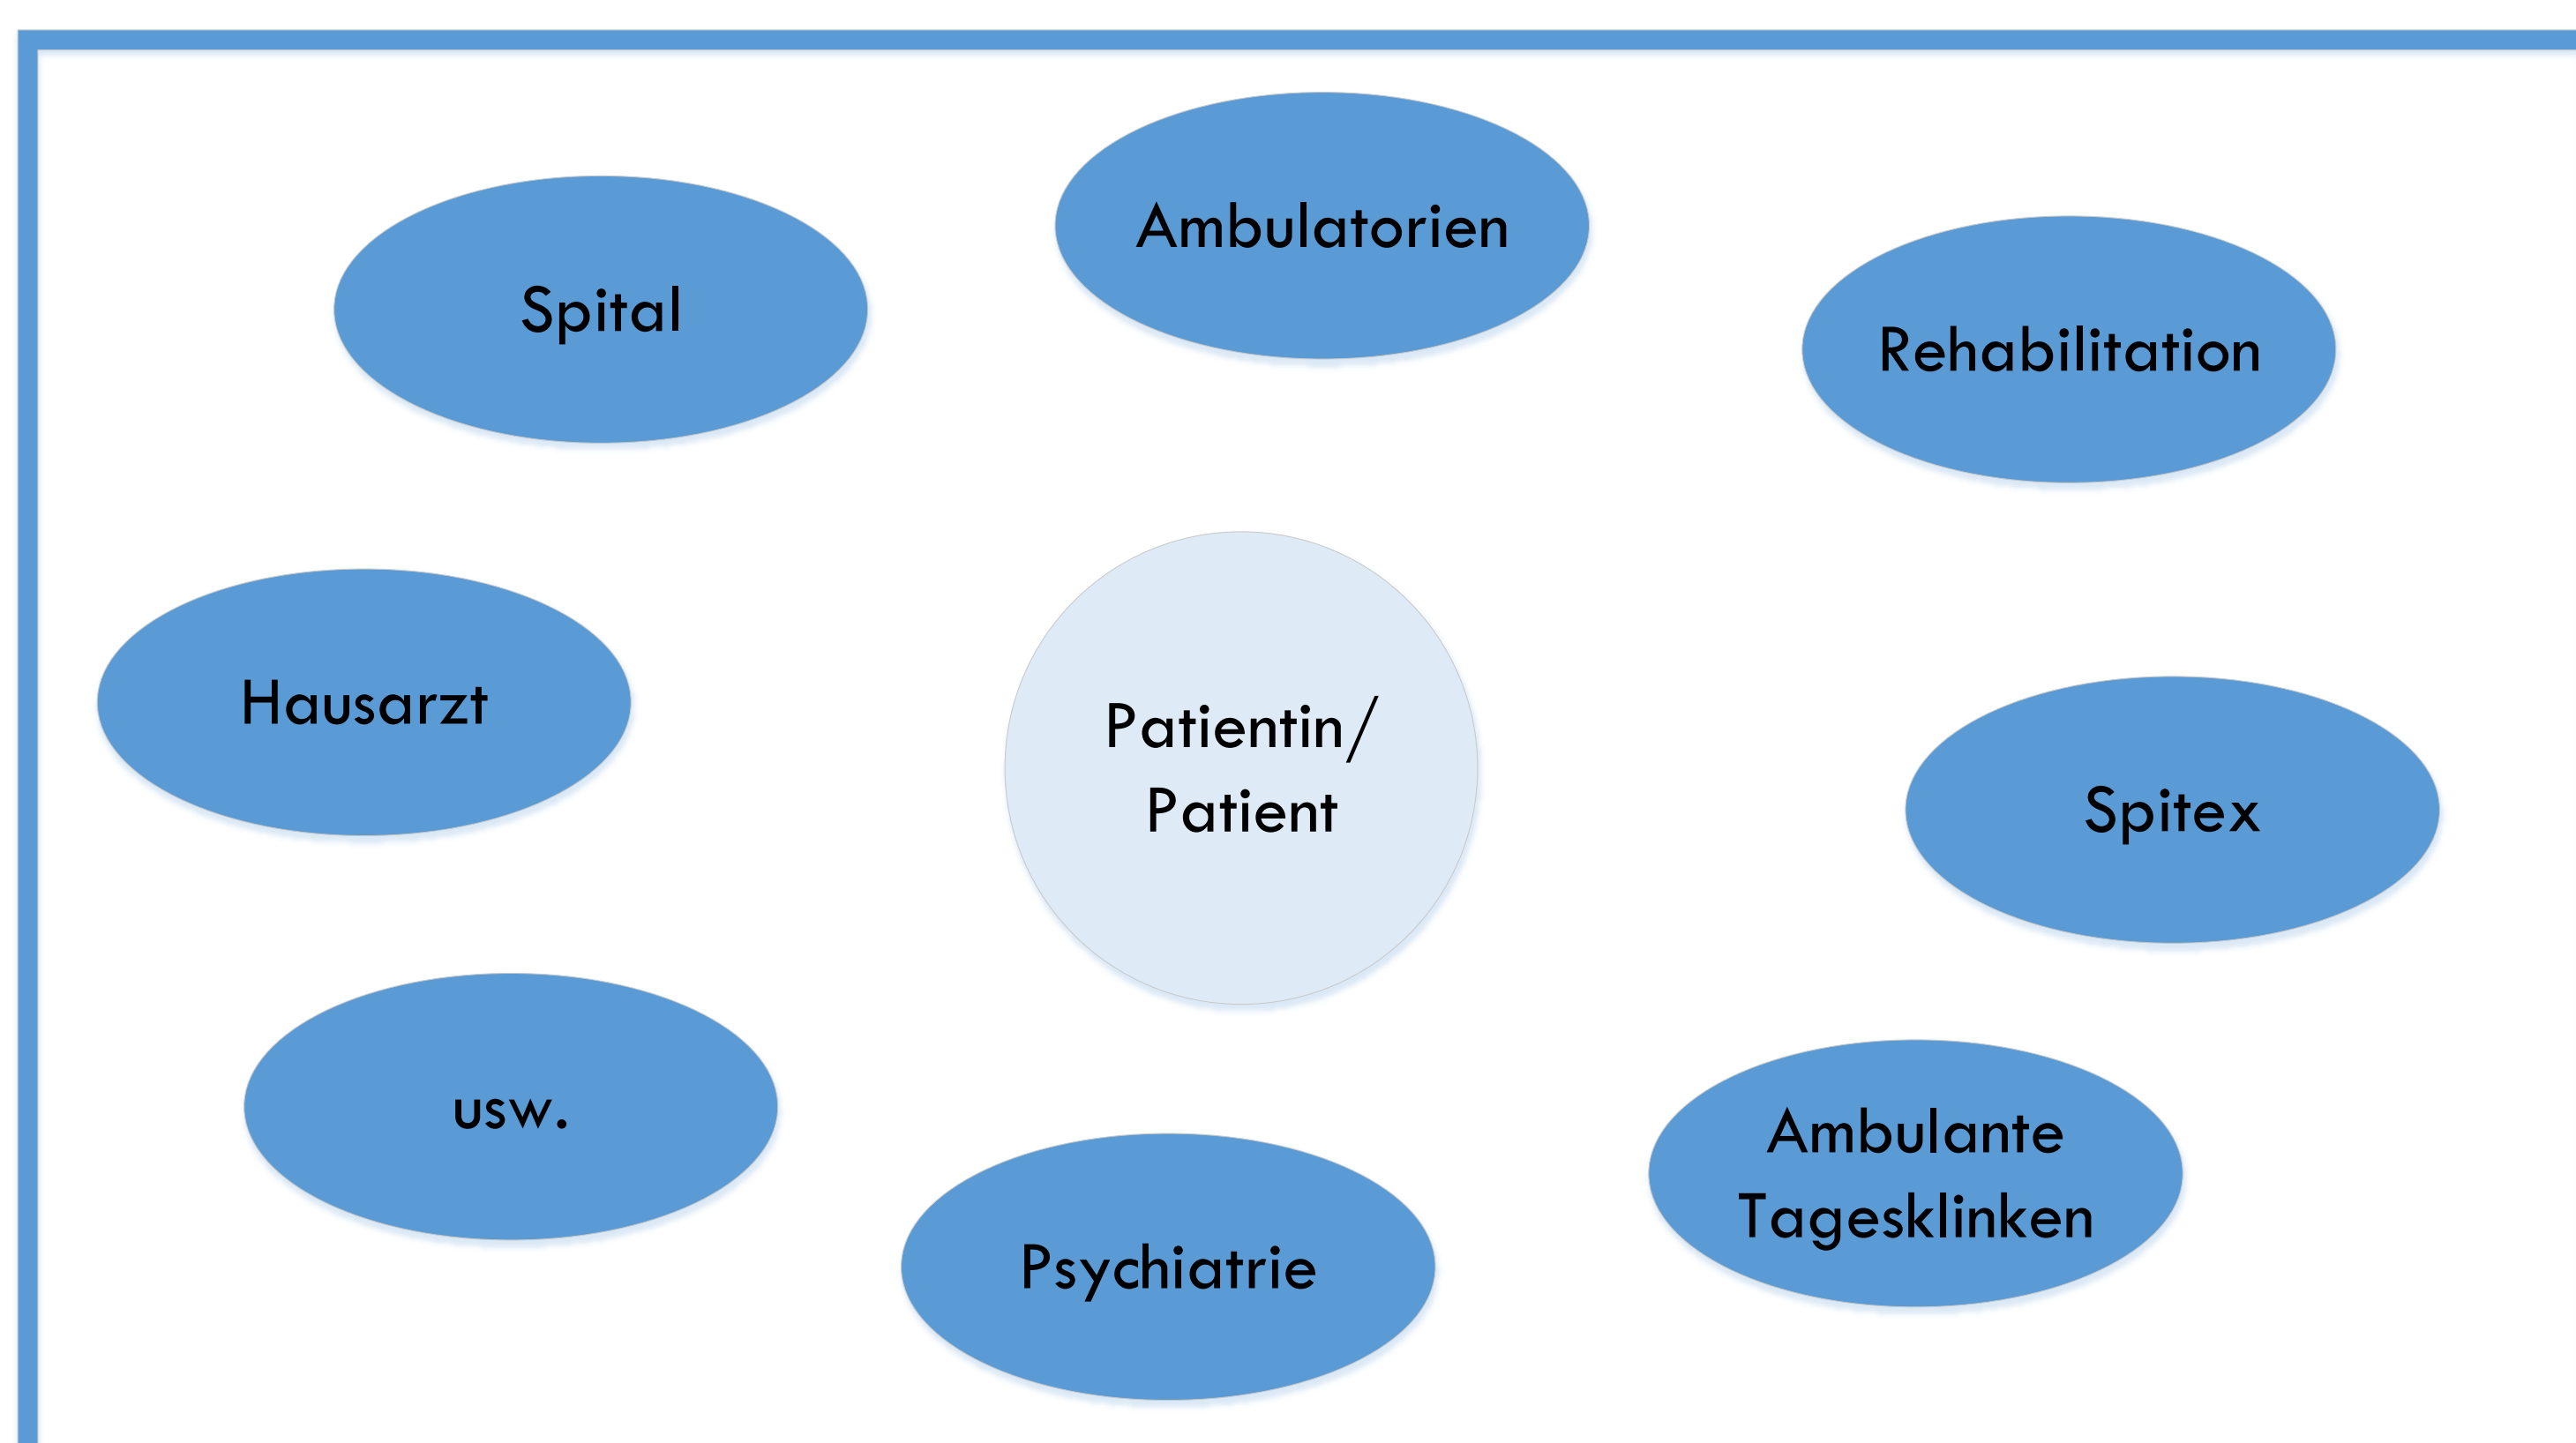 Ambulatorien
Spital
Rehabilitation
Hausarzt
Patientin/
Patient
Spitex
usw.
Ambulante
Tagesklinken
Psychiatrie